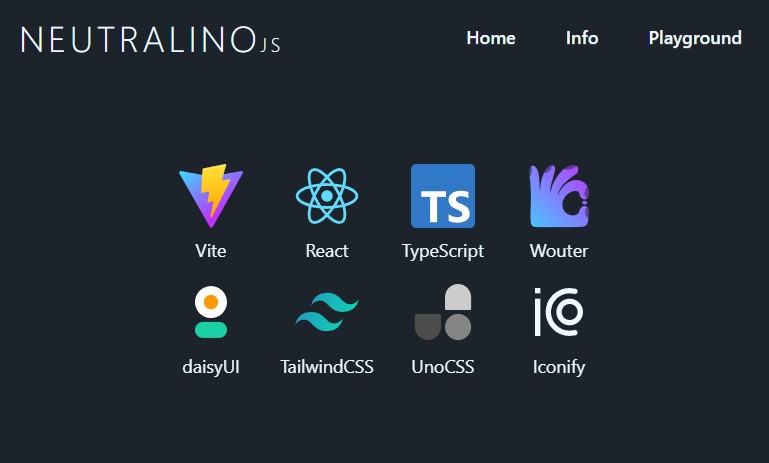 NEUTRALINOJS
Home Info Playground
TS
Vite React TypeScript Wouter
daisyUI TailwindCSS UnoCSS Iconify